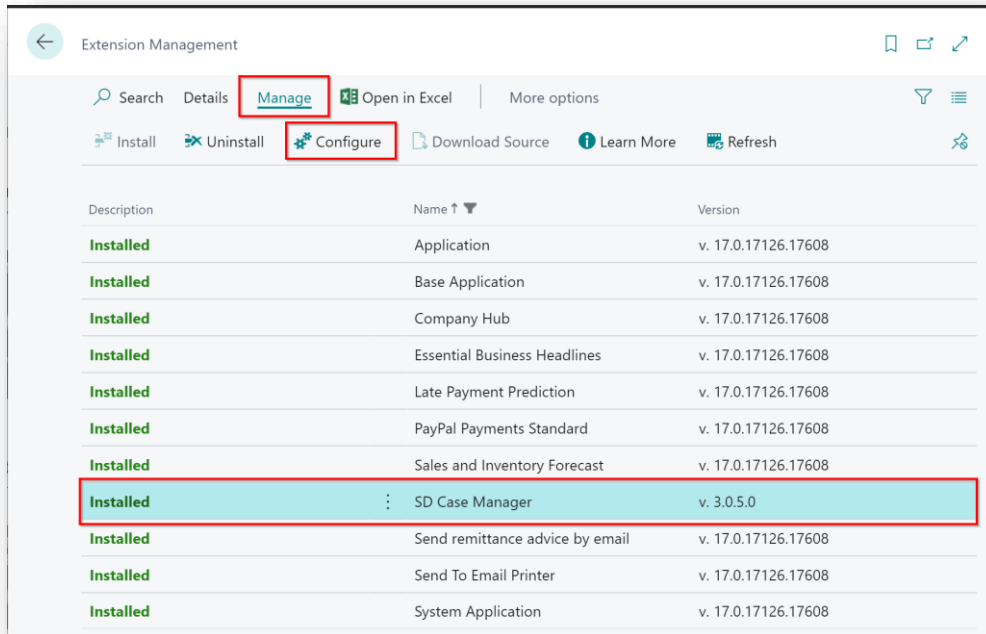 Extension Management
Search Details Manage Open in Excel More options
Install Uninstall Configure Download Source Learn More Refresh
Description Name ↑ Version
Installed Application v. 17.0.17126.17608
Installed Base Application v. 17.0.17126.17608
Installed Company Hub v. 17.0.17126.17608
Installed Essential Business Headlines v. 17.0.17126.17608
Installed Late Payment Prediction v. 17.0.17126.17608
Installed PayPal Payments Standard v. 17.0.17126.17608
Installed Sales and Inventory Forecast v. 17.0.17126.17608
Installed SD Case Manager v. 3.0.5.0
Installed Send remittance advice by email v. 17.0.17126.17608
Installed Send To Email Printer v. 17.0.17126.17608
Installed System Application v. 17.0.17126.17608